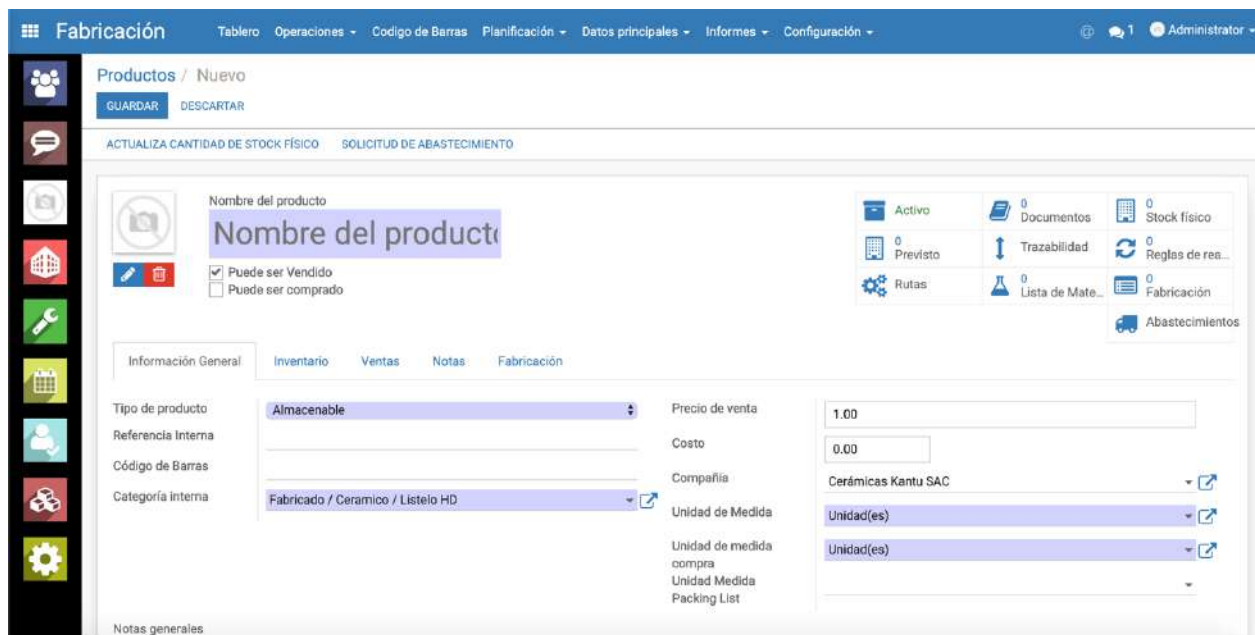 Fabricación Tablero Operaciones Codigo de Barras Planificación Datos principales Informes Configuración @ 1 Administrator
Productos / Nuevo
GUARDAR DESCARTAR
ACTUALIZA CANTIDAD DE STOCK FÍSICO SOLICITUD DE ABASTECIMIENTO
Nombre del producto
Nombre del product
Puede ser Vendido
Puede ser comprado
Activo
0
Documentos
0
Stock físico
0
Previsto
Trazabilidad
0
Reglas de rea...
Rutas
0
Lista de Mate...
0
Fabricación
Abastecimientos
Información General Inventario Ventas Notas Fabricación
Tipo de producto Almacenable
Referencia Interna
Código de Barras
Categoría interna Fabricado / Ceramico / Listelo HD
Precio de venta 1.00
Costo 0.00
Compañía Cerámicas Kantu SAC
Unidad de Medida Unidad(es)
Unidad de medida
compra
Unidad(es)
Unidad Medida
Packing List
Notas generales